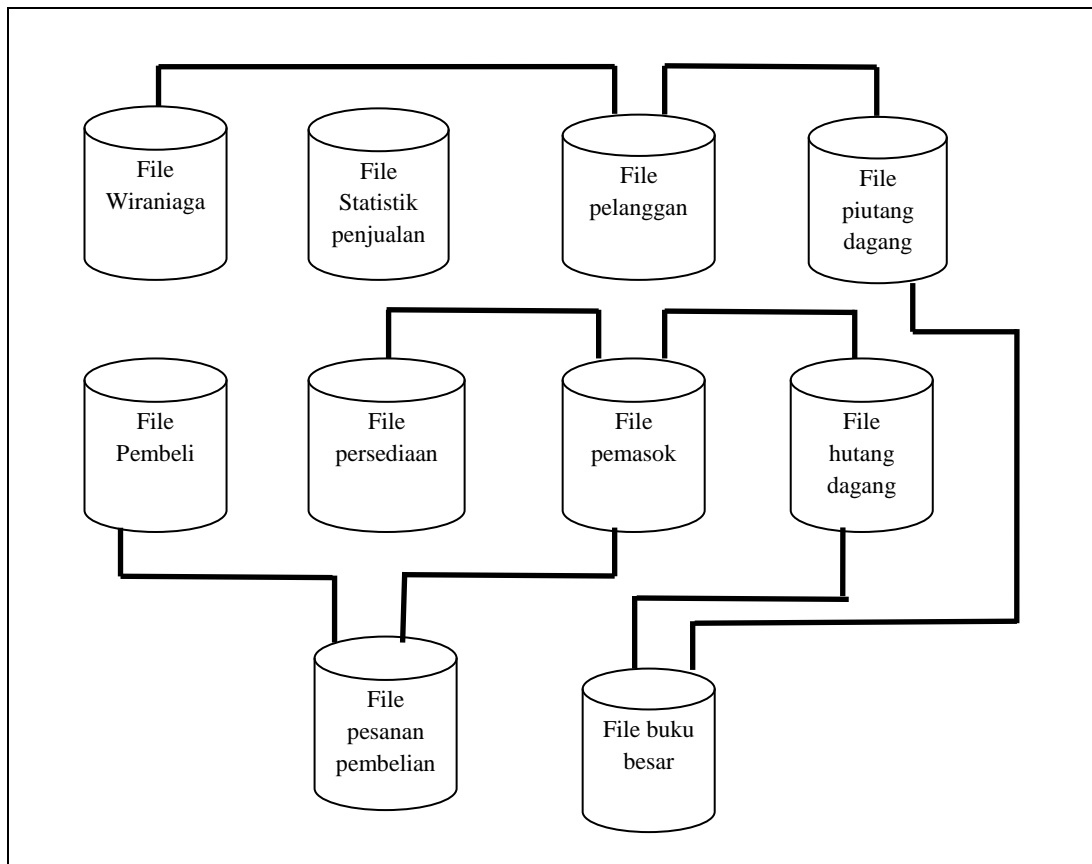 File
Wiraniaga
File
Statistik
penjualan
File
pelanggan
File
piutang
dagang
File
Pembeli
File
persediaan
File
pemasok
File
hutang
dagang
File
pesanan
pembelian
File buku
besar